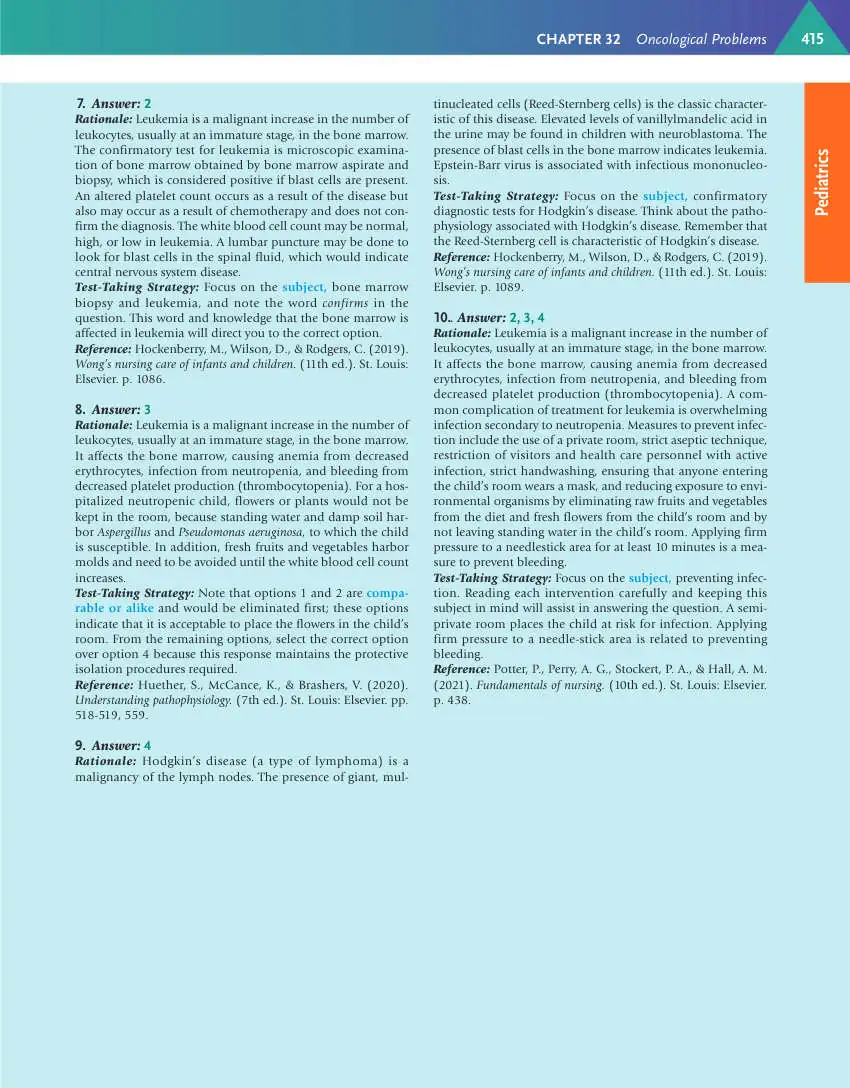 CHAPTER 32 Oncological Problems 415
7. Answer: 2
Rationale: Leukemia is a malignant increase in the number of
leukocytes, usually at an immature stage, in the bone marrow.
The confirmatory test for leukemia is microscopic examina-
tion of bone marrow obtained by bone marrow aspirate and
biopsy, which is considered positive if blast cells are present.
An altered platelet count occurs as a result of the disease but
also may occur as a result of chemotherapy and does not con-
firm the diagnosis. The white blood cell count may be normal,
high, or low in leukemia. A lumbar puncture may be done to
look for blast cells in the spinal fluid, which would indicate
central nervous system disease.
Test-Taking Strategy: Focus on the subject, bone marrow
biopsy and leukemia, and note the word confirms in the
question. This word and knowledge that the bone marrow is
affected in leukemia will direct you to the correct option.
Reference: Hockenberry, M., Wilson, D., & Rodgers, C. (2019).
Wong's nursing care of infants and children. (11th ed.). St. Louis:
Elsevier. p. 1086.
8. Answer: 3
Rationale: Leukemia is a malignant increase in the number of
leukocytes, usually at an immature stage, in the bone marrow.
It affects the bone marrow, causing anemia from decreased
erythrocytes, infection from neutropenia, and bleeding from
decreased platelet production (thrombocytopenia). For a hos-
pitalized neutropenic child, flowers or plants would not be
kept in the room, because standing water and damp soil har-
bor Aspergillus and Pseudomonas aeruginosa, to which the child
is susceptible. In addition, fresh fruits and vegetables harbor
molds and need to be avoided until the white blood cell count
increases.
Test-Taking Strategy: Note that options 1 and 2 are compa-
rable or alike and would be eliminated first; these options
indicate that it is acceptable to place the flowers in the child's
room. From the remaining options, select the correct option
over option 4 because this response maintains the protective
isolation procedures required.
Reference: Huether, S., McCance, K., & Brashers, V. (2020).
Understanding pathophysiology. (7th ed.). St. Louis: Elsevier. pp.
518-519, 559.
9. Answer: 4
Rationale: Hodgkin's disease (a type of lymphoma) is a
malignancy of the lymph nodes. The presence of giant, mul-
tinucleated cells (Reed-Sternberg cells) is the classic character-
istic of this disease. Elevated levels of vanillylmandelic acid in
the urine may be found in children with neuroblastoma. The
presence of blast cells in the bone marrow indicates leukemia.
Epstein-Barr virus is associated with infectious mononucleo-
sis.
Test-Taking Strategy: Focus on the subject, confirmatory
diagnostic tests for Hodgkin's disease. Think about the patho-
physiology associated with Hodgkin's disease. Remember that
the Reed-Sternberg cell is characteristic of Hodgkin's disease.
Reference: Hockenberry, M., Wilson, D., & Rodgers, C. (2019).
Wong's nursing care of infants and children. (11th ed.). St. Louis:
Elsevier. p. 1089.
10.. Answer: 2, 3, 4
Rationale: Leukemia is a malignant increase in the number of
leukocytes, usually at an immature stage, in the bone marrow.
It affects the bone marrow, causing anemia from decreased
erythrocytes, infection from neutropenia, and bleeding from
decreased platelet production (thrombocytopenia). A com-
mon complication of treatment for leukemia is overwhelming
infection secondary to neutropenia. Measures to prevent infec-
tion include the use of a private room, strict aseptic technique,
restriction of visitors and health care personnel with active
infection, strict handwashing, ensuring that anyone entering
the child's room wears a mask, and reducing exposure to envi-
ronmental organisms by eliminating raw fruits and vegetables
from the diet and fresh flowers from the child's room and by
not leaving standing water in the child's room. Applying firm
pressure to a needlestick area for at least 10 minutes is a mea-
sure to prevent bleeding.
Test-Taking Strategy: Focus on the subject, preventing infec-
tion. Reading each intervention carefully and keeping this
subject in mind will assist in answering the question. A semi-
private room places the child at risk for infection. Applying
firm pressure to a needle-stick area is related to preventing
bleeding.
Reference: Potter, P., Perry, A. G., Stockert, P. A., & Hall, A. M.
(2021). Fundamentals of nursing. (10th ed.). St. Louis: Elsevier.
p. 438.
Pediatrics